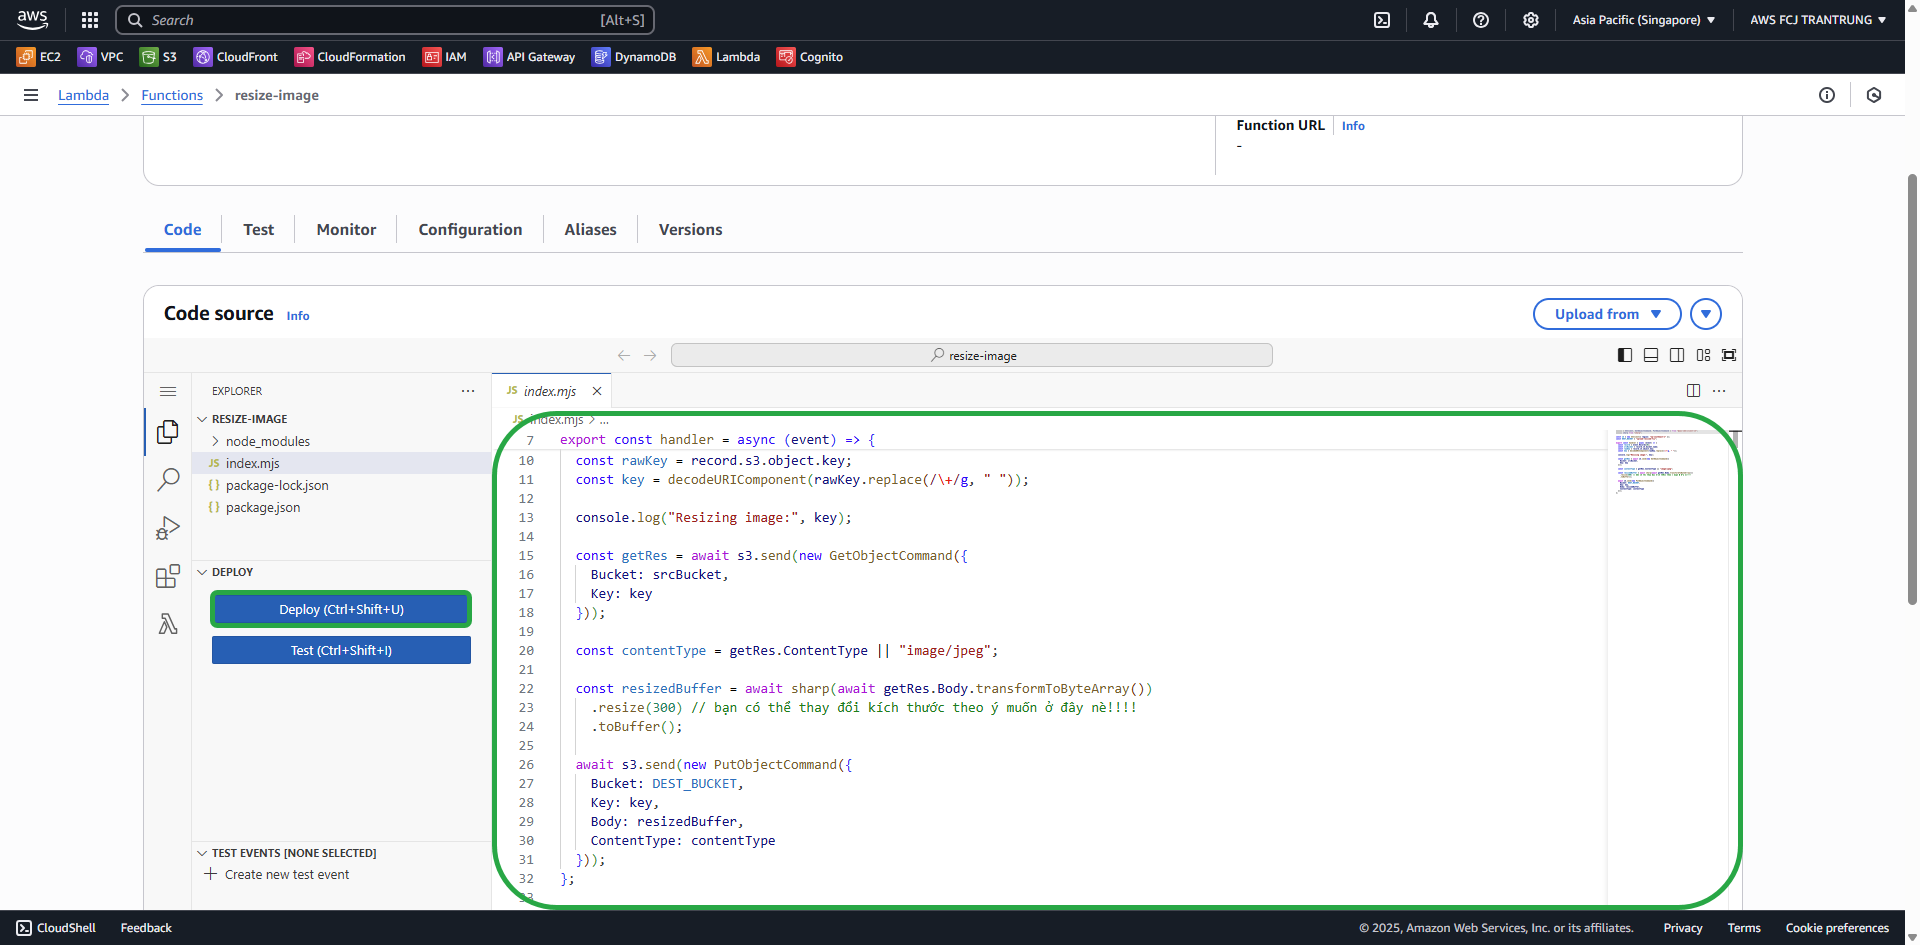 aws
Search [Alt+S]
Asia Pacific (Singapore) AWS FCJ TRANTRUNG
EC2 VPC S3 CloudFront CloudFormation IAM API Gateway DynamoDB Lambda Cognito
Lambda Functions resize-image
Function URL Info
-
Code Test Monitor Configuration Aliases Versions
Code source Info
Upload from
resize-image
EXPLORER
RESIZE-IMAGE
node_modules
JS index.mjs
{} package-lock.json
{} package.json
DEPLOY
Deploy (Ctrl+Shift+U)
Test (Ctrl+Shift+I)
TEST EVENTS [NONE SELECTED]
Create new test event
JS index.mjs
JS index.mjs > ...
7 export const handler = async (event) => {
10 const rawKey = record.s3.object.key;
11 const key = decodeURIComponent(rawKey.replace(/\+/g, " "));
12
13 console.log("Resizing image:", key);
14
15 const getRes = await s3.send(new GetObjectCommand({
16 Bucket: srcBucket,
17 Key: key
18 }));
19
20 const contentType = getRes.ContentType || "image/jpeg";
21
22 const resizedBuffer = await sharp(await getRes.Body.transformToByteArray())
23 .resize(300) // bạn có thể thay đổi kích thước theo ý muốn ở đây nè!!!!
24 .toBuffer();
25
26 await s3.send(new PutObjectCommand({
27 Bucket: DEST_BUCKET,
28 Key: key,
29 Body: resizedBuffer,
30 ContentType: contentType
31 }));
32 };
33
CloudShell Feedback
© 2025, Amazon Web Services, Inc. or its affiliates. Privacy Terms Cookie preferences